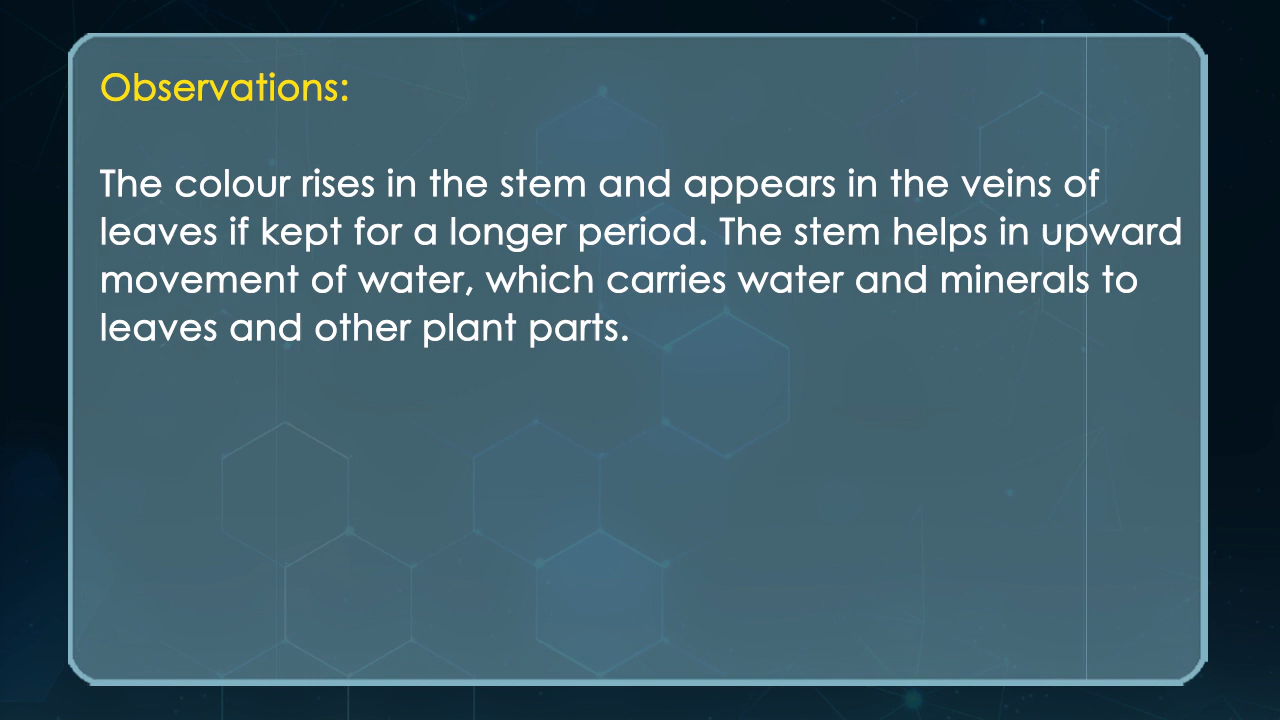 Observations:
The colour rises in the stem and appears in the veins of
leaves if kept for a longer period. The stem helps in upward
movement of water, which carries water and minerals to
leaves and other plant parts.